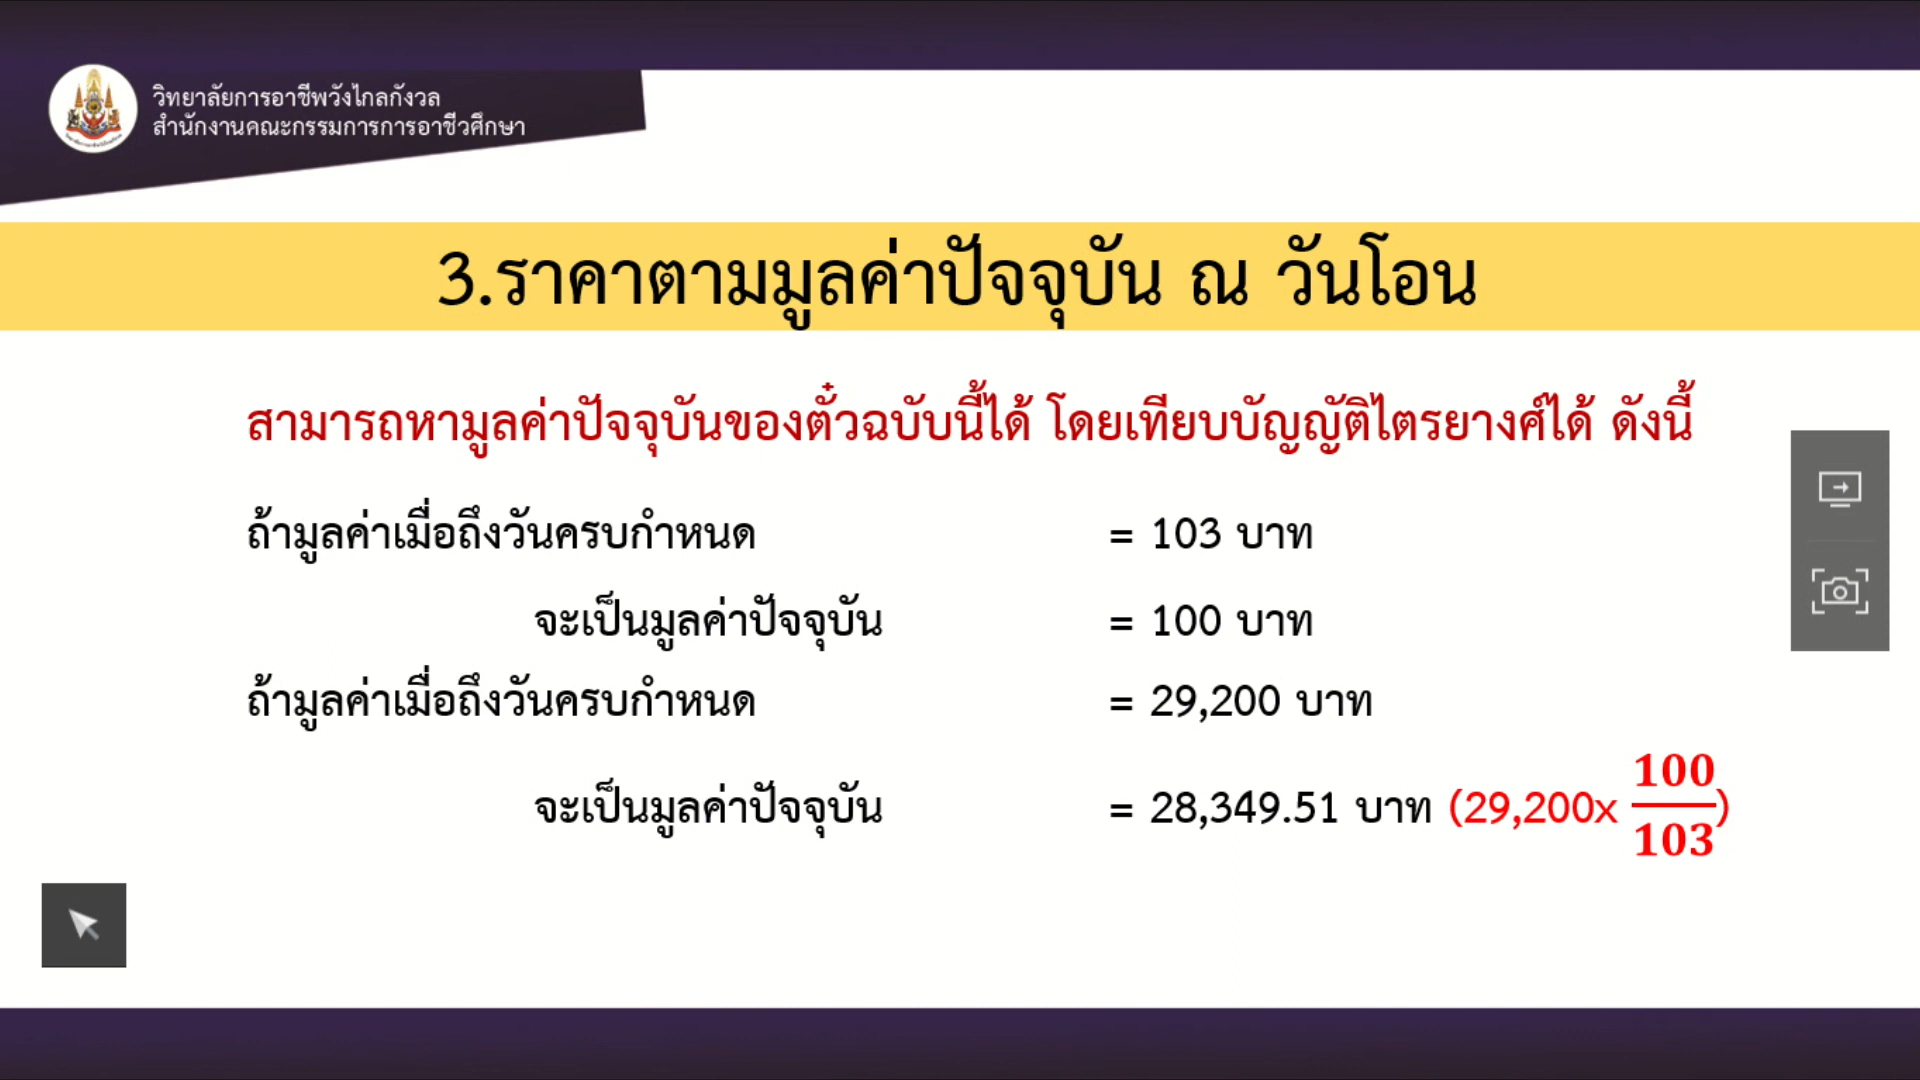 วิทยาลัยการอาชีพวังไกลกังวล
สำนักงานคณะกรรมการการอาชีวศึกษา
3.ราคาตามมูลค่าปัจจุบัน ณ วันโอน
สามารถหามูลค่าปัจจุบันของตั๋วฉบับนี้ได้ โดยเทียบบัญญัติไตรยางศ์ได้ ดังนี้
ถ้ามูลค่าเมื่อถึงวันครบกำหนด = 103 บาท
จะเป็นมูลค่าปัจจุบัน = 100 บาท
ถ้ามูลค่าเมื่อถึงวันครบกำหนด = 29,200 บาท
จะเป็นมูลค่าปัจจุบัน = 28,349.51 บาท (29,200x 100/103)